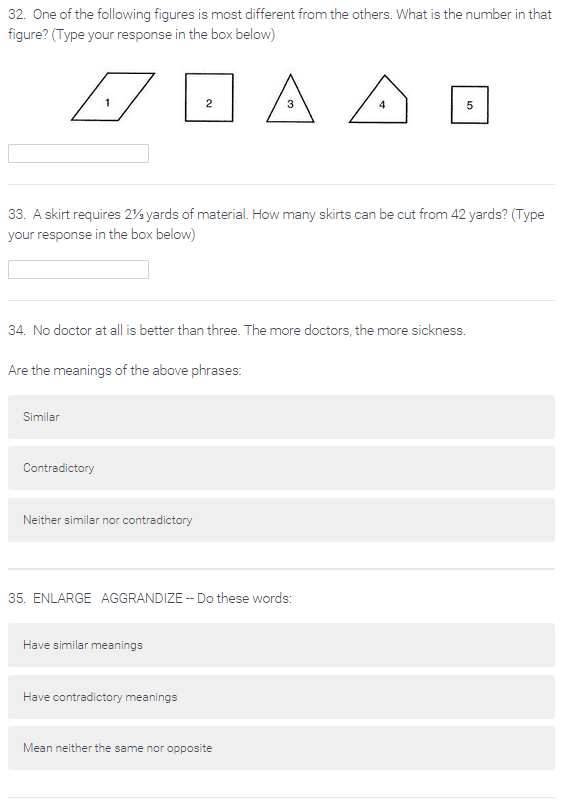 32. One of the following figures is most different from the others. What is the number in that
figure? (Type your response in the box below)
1 2 3 4 5
33. A skirt requires 2⅓ yards of material. How many skirts can be cut from 42 yards? (Type
your response in the box below)
34. No doctor at all is better than three. The more doctors, the more sickness.
Are the meanings of the above phrases:
Similar
Contradictory
Neither similar nor contradictory
35. ENLARGE AGGRANDIZE -- Do these words:
Have similar meanings
Have contradictory meanings
Mean neither the same nor opposite